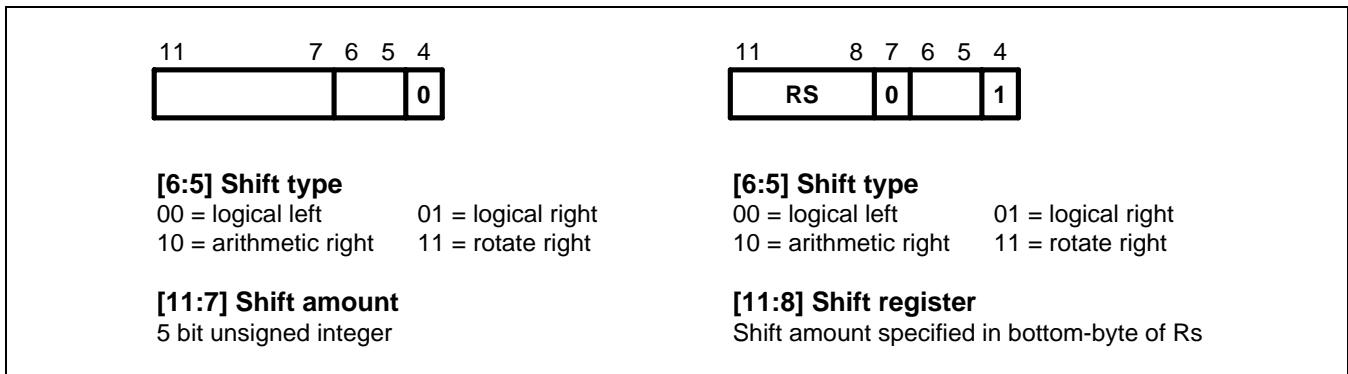 11 7 6 5 4
0
[6:5] Shift type
00 = logical left 01 = logical right
10 = arithmetic right 11 = rotate right
[11:7] Shift amount
5 bit unsigned integer
11 8 7 6 5 4
RS 0 1
[6:5] Shift type
00 = logical left 01 = logical right
10 = arithmetic right 11 = rotate right
[11:8] Shift register
Shift amount specified in bottom-byte of Rs